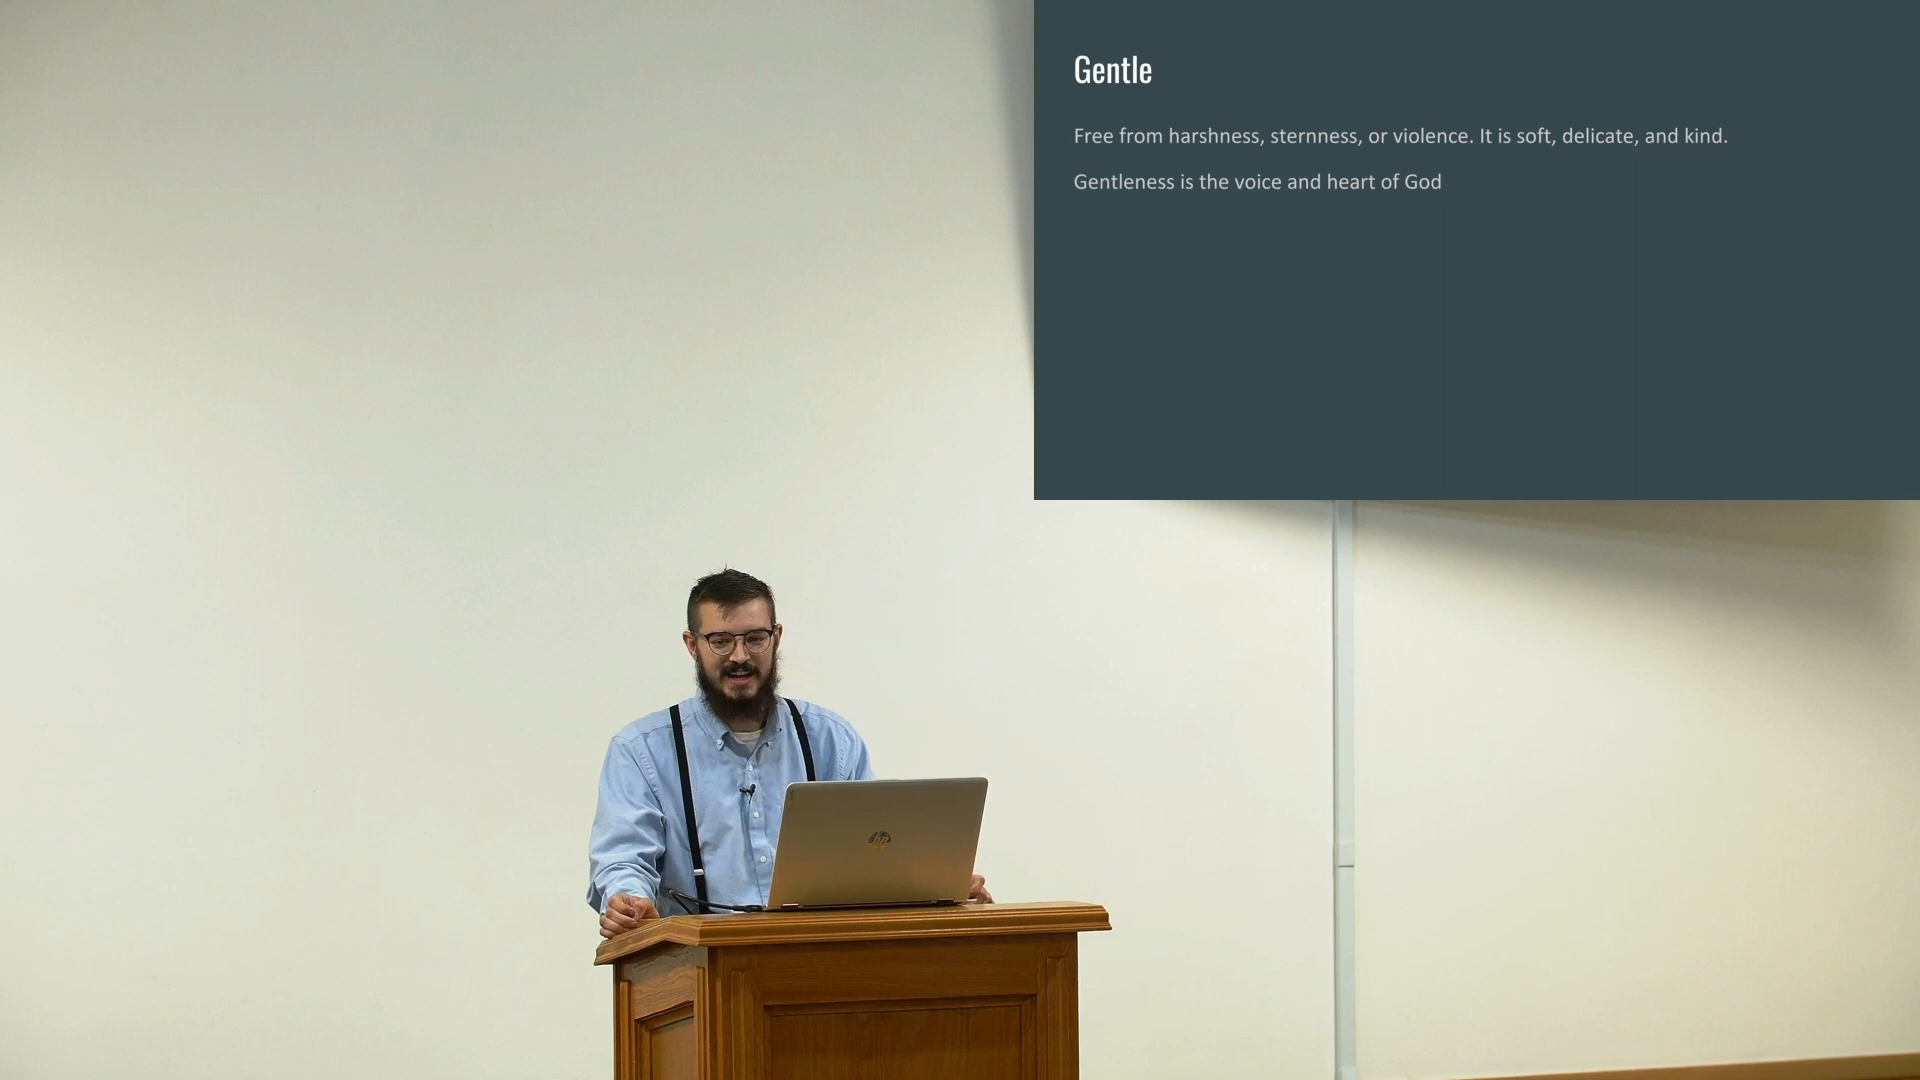 Gentle
Free from harshness, sternness, or violence. It is soft, delicate, and kind.
Gentleness is the voice and heart of God
hp